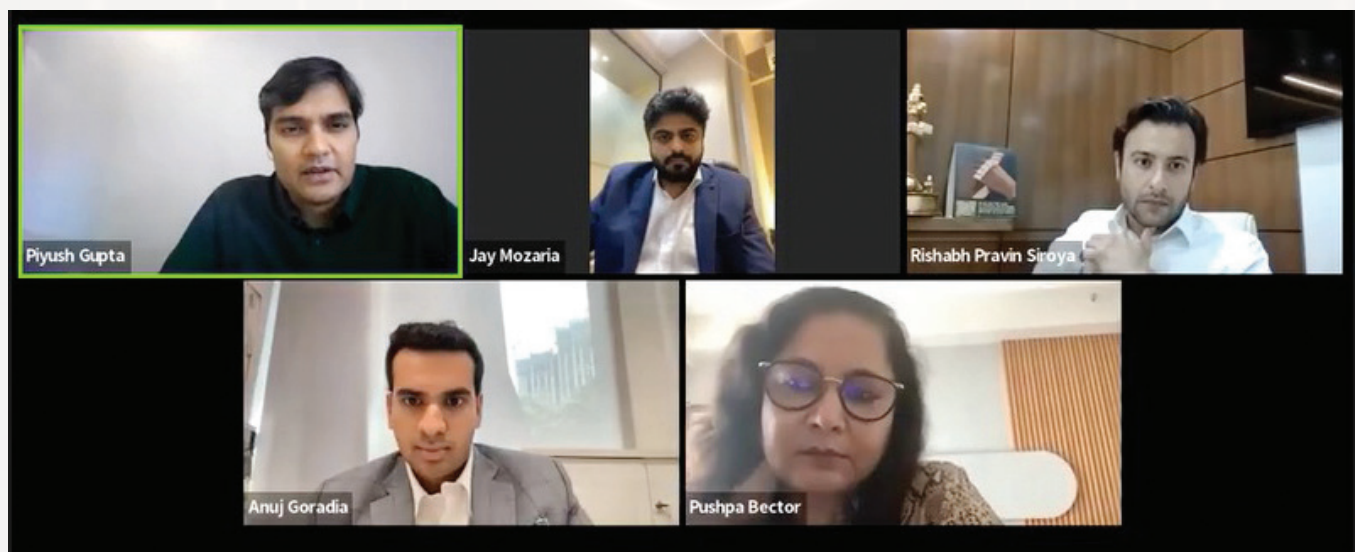 Piyush Gupta
Jay Mozaria
Rishabh Pravin Siroya
Anuj Goradia
Pushpa Bector